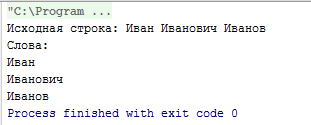 "C:\Program ...
Исходная строка: Иван Иванович Иванов
Слова:
Иван
Иванович
Иванов
Process finished with exit code 0